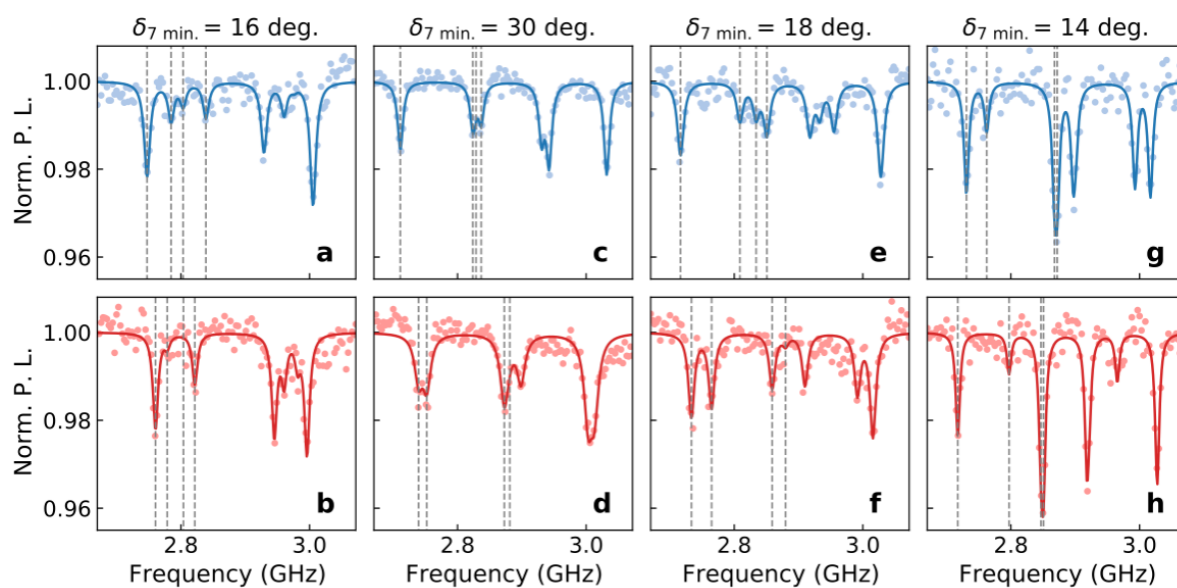 δ7 min. = 16 deg. δ7 min. = 30 deg. δ7 min. = 18 deg. δ7 min. = 14 deg.
Norm. P. L.
1.00
0.98
0.96
a c e g
Norm. P. L.
1.00
0.98
0.96
b d f h
2.8 3.0 2.8 3.0 2.8 3.0 2.8 3.0
Frequency (GHz) Frequency (GHz) Frequency (GHz) Frequency (GHz)